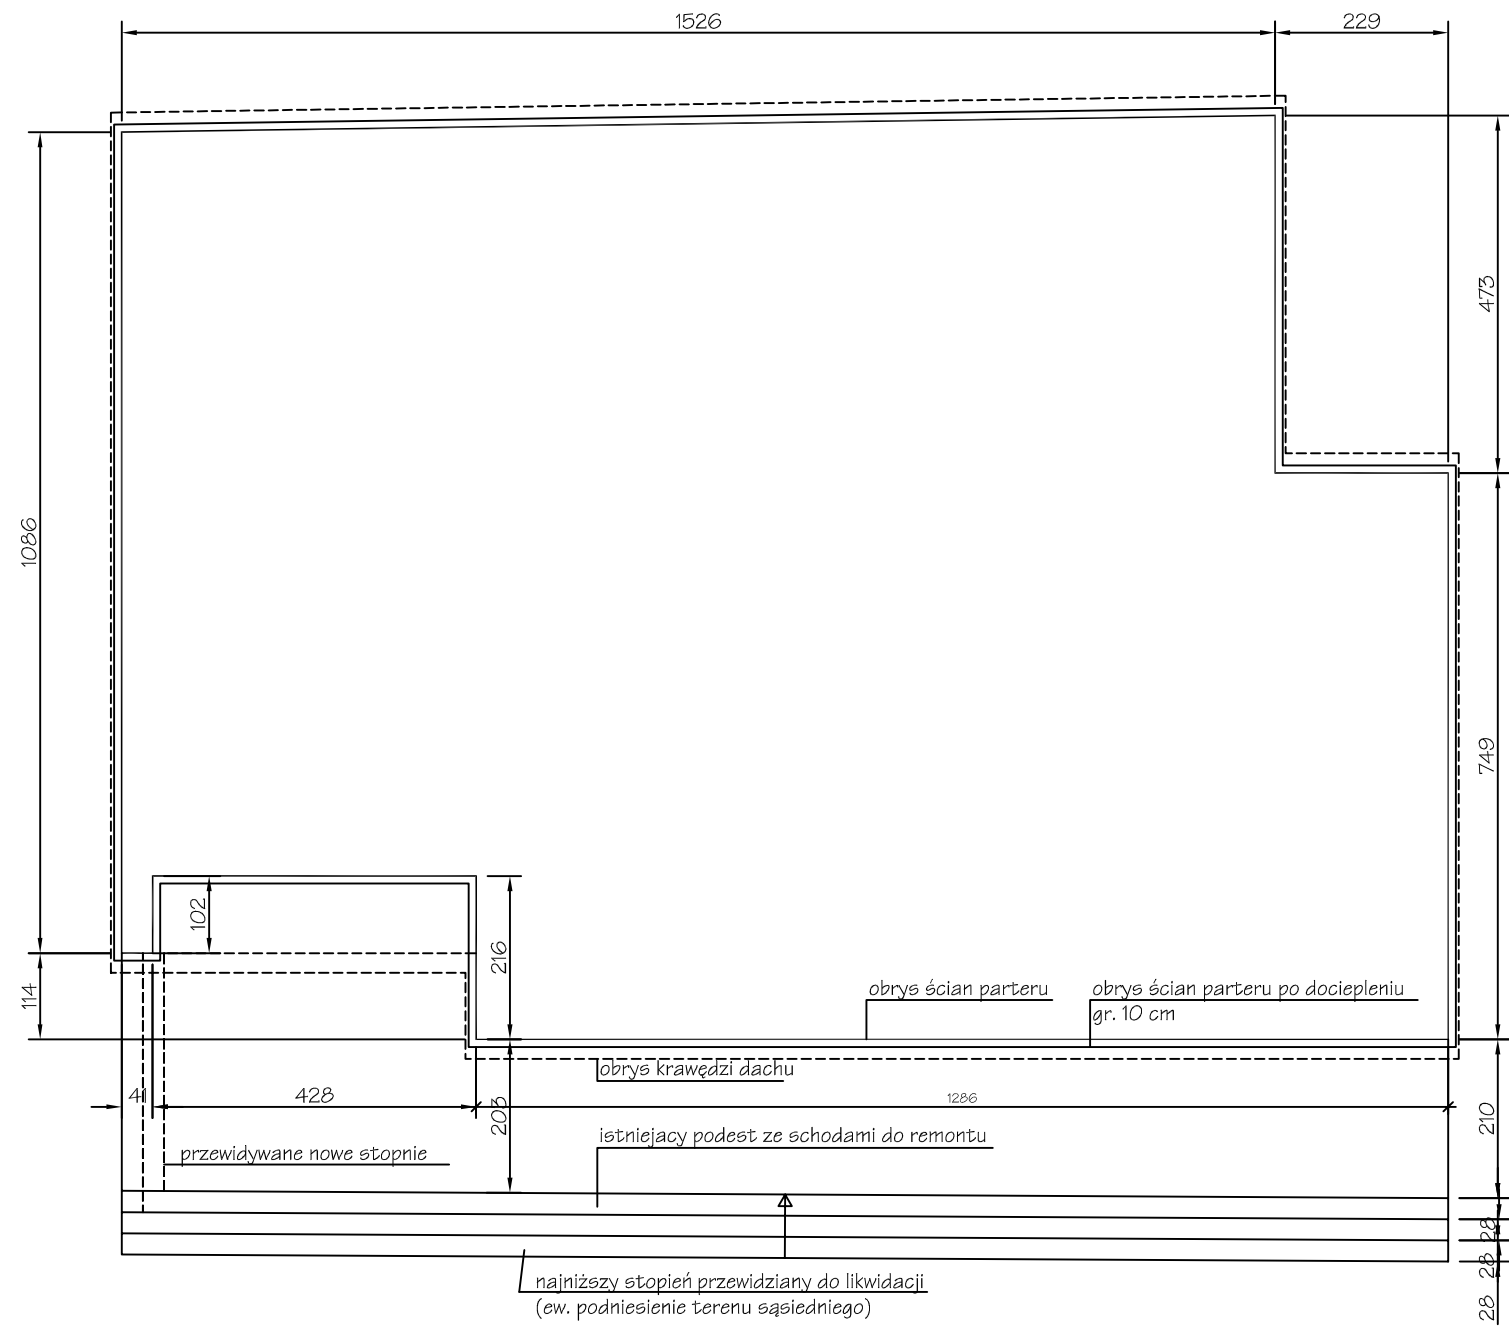 1526
229
473
1086
749
102
216
114
obrys ścian parteru
obrys ścian parteru po dociepleniu
gr. 10 cm
obrys krawędzi dachu
41
428
203
1286
210
istniejacy podest ze schodami do remontu
przewidywane nowe stopnie
28
28
28
najniższy stopień przewidziany do likwidacji
(ew. podniesienie terenu sąsiedniego)